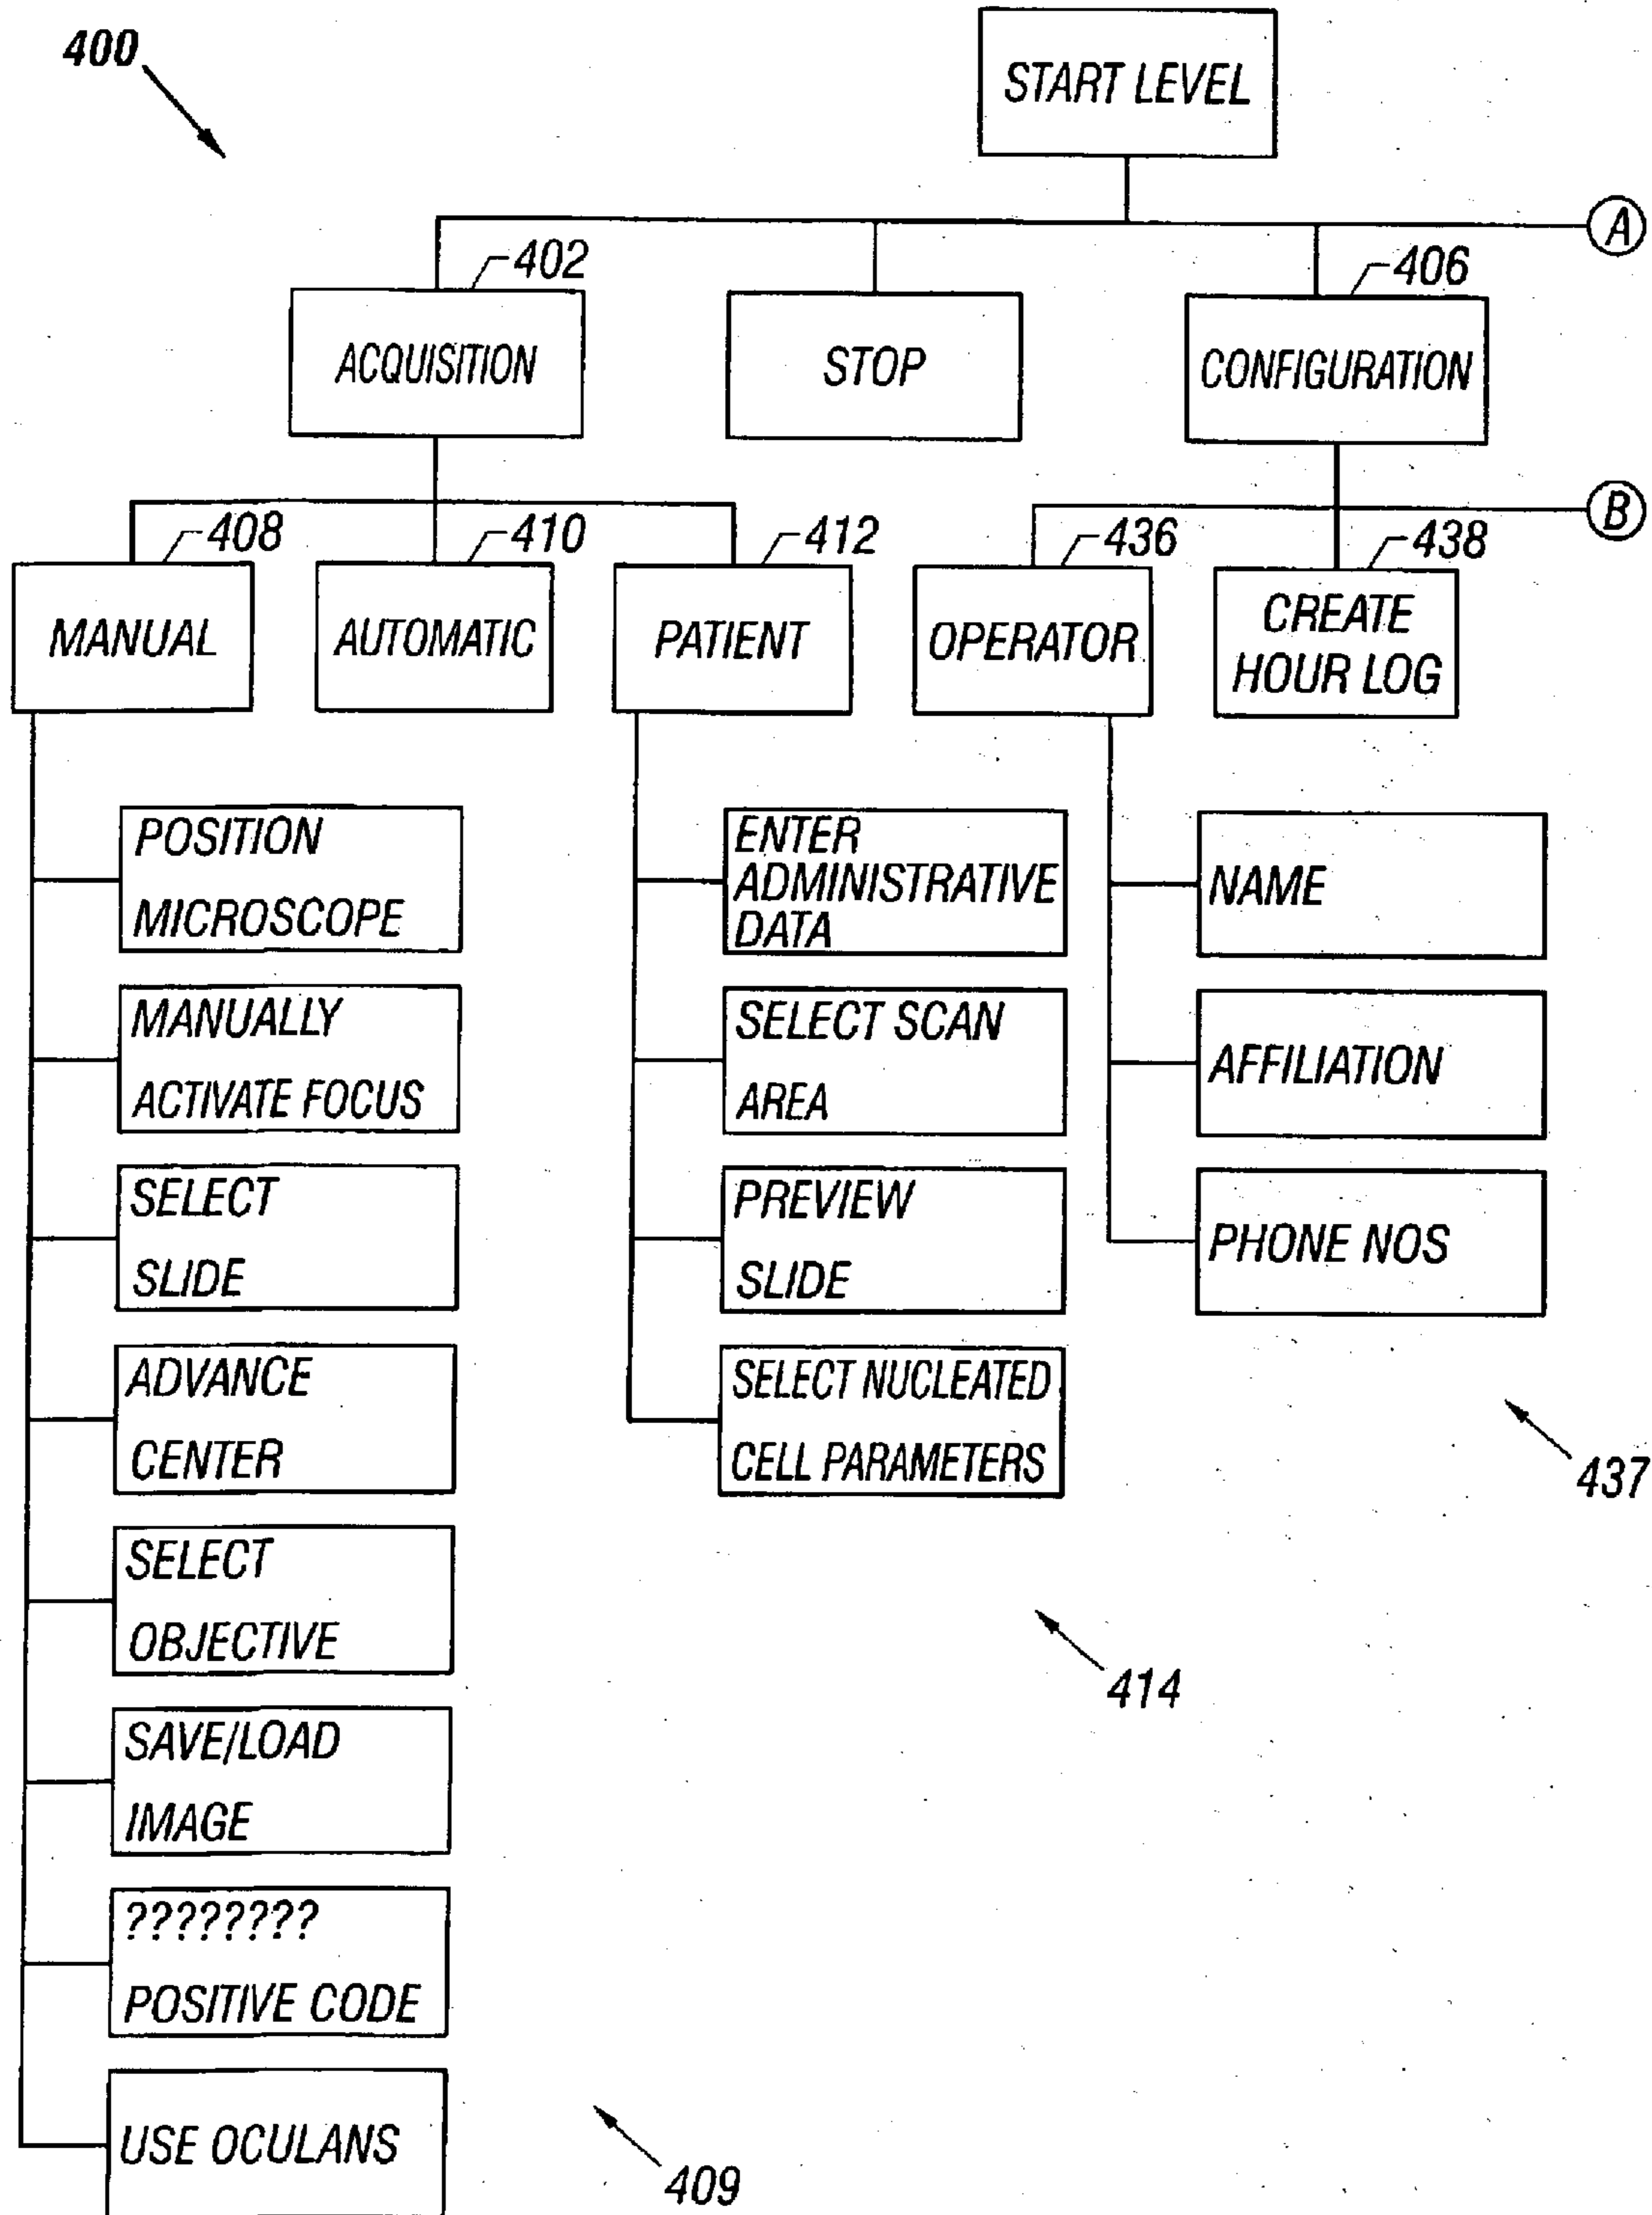 400
START LEVEL
A
402
406
ACQUISITION
STOP
CONFIGURATION
B
408
410
412
436
438
MANUAL
AUTOMATIC
PATIENT
OPERATOR
CREATE
HOUR LOG
POSITION
MICROSCOPE
MANUALLY
ACTIVATE FOCUS
SELECT
SLIDE
ADVANCE
CENTER
SELECT
OBJECTIVE
SAVE/LOAD
IMAGE
????????
POSITIVE CODE
USE OCULANS
409
ENTER
ADMINISTRATIVE
DATA
SELECT SCAN
AREA
PREVIEW
SLIDE
SELECT NUCLEATED
CELL PARAMETERS
414
NAME
AFFILIATION
PHONE NOS
437